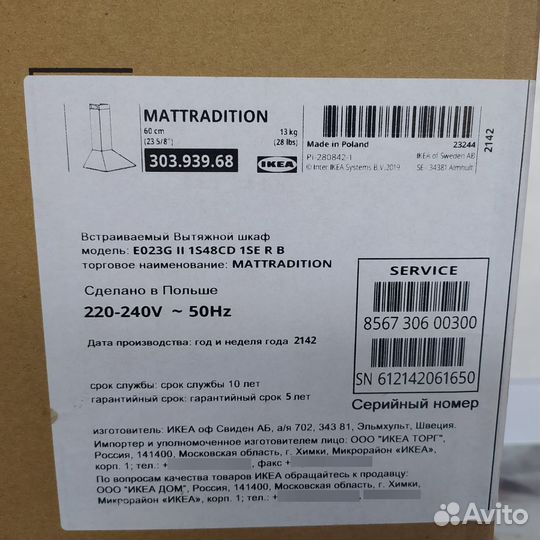 MATTRADITION
60 cm
(23 5/8")
13 kg
(28 lbs)
303.939.68
IKEA
Made in Poland
23244
PI-280842-1
IKEA of Sweden AB
© Inter IKEA Systems B.V. 2019
SE - 34381 Älmhult
2142
Встраиваемый Вытяжной шкаф
модель: E023G II 1S48CD 1SE R B
торговое наименование: MATTRADITION
Сделано в Польше
220-240V ~ 50Hz
Дата производства: год и неделя года 2142
SERVICE
8567 306 00300
SN 612142061650
Серийный номер
срок службы: срок службы 10 лет
гарантийный срок: гарантийный срок 5 лет
изготовитель: ИКЕА оф Свиден АБ, а/я 702, 343 81, Эльмхульт, Швеция.
Импортер и уполномоченное изготовителем лицо: ООО "ИКЕА ТОРГ",
Россия, 141400, Московская область, г. Химки, Микрорайон «ИКЕА»,
корп. 1; тел.: + , факс +
По вопросам качества товаров ИКЕА обращайтесь к продавцу:
ООО "ИКЕА ДОМ", Россия, 141400, Московская область, г. Химки,
Микрорайон «ИКЕА», корп. 1; тел.: +
Avito